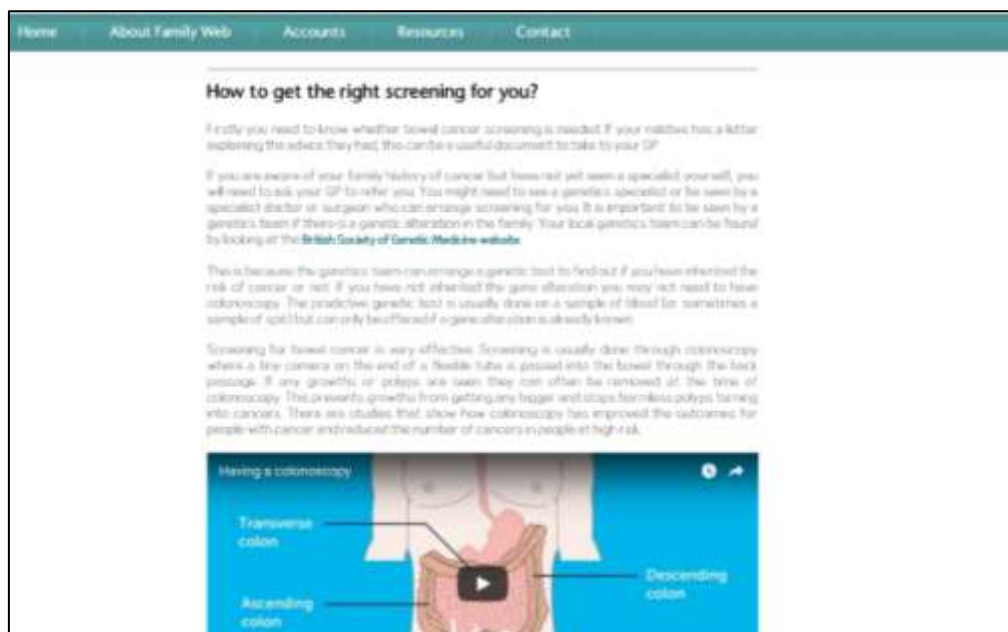 Home About Family Web Accounts Resources Contact
How to get the right screening for you?
Firstly you need to know whether bowel cancer screening is needed. If your relative has a letter
explaining the advice they had, this can be a useful document to take to your GP.
If you are aware of your family history of cancer but have not yet seen a specialist yourself, you
will need to ask your GP to refer you. You might need to see a genetics specialist or be seen by a
specialist doctor or surgeon who can arrange screening for you. It is important to be seen by a
genetics team if there is a genetic alteration in the family. Your local genetics team can be found
by looking at the British Society of Genetic Medicine website.
This is because the genetics team can arrange a genetic test to find out if you have inherited the
risk of cancer or not. If you have not inherited the gene alteration you may not need to have
colonoscopy. The predictive genetic test is usually done on a sample of blood (or sometimes a
sample of spit) but can only be offered if a gene alteration is already known.
Screening for bowel cancer is very effective. Screening is usually done through colonoscopy
where a tiny camera on the end of a flexible tube is passed into the bowel through the back
passage. If any growths or polyps are seen they can often be removed at the time of
colonoscopy. This prevents growths from getting any bigger and stops harmless polyps turning
into cancers. There are studies that show how colonoscopy has improved the outcomes for
people with cancer and reduced the number of cancers in people at high risk.
Having a colonoscopy
Transverse
colon
Descending
colon
Ascending
colon